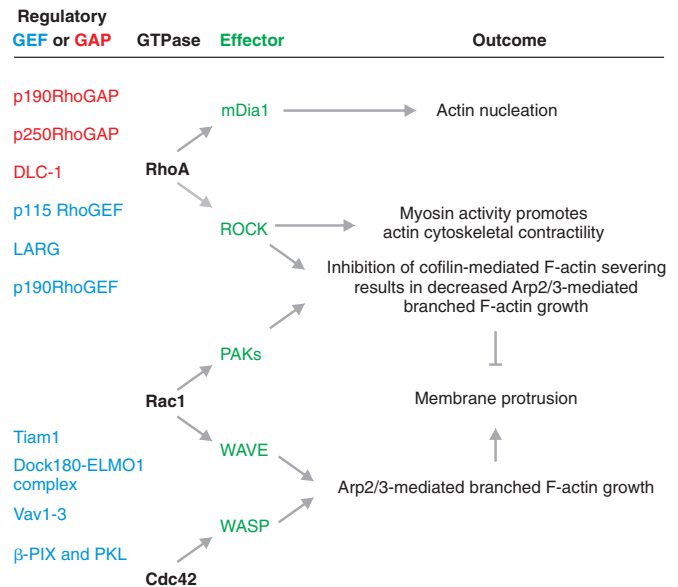 Regulatory
GEF or GAP GTPase Effector Outcome
p190RhoGAP
mDia1 Actin nucleation
p250RhoGAP
DLC-1 RhoA
p115 RhoGEF
ROCK Myosin activity promotes
actin cytoskeletal contractility
LARG
Inhibition of cofilin-mediated F-actin severing
results in decreased Arp2/3-mediated
branched F-actin growth
p190RhoGEF
PAKs
Rac1 Membrane protrusion
Tiam1
WAVE
Dock180-ELMO1
complex
Arp2/3-mediated branched F-actin growth
Vav1-3
WASP
β-PIX and PKL
Cdc42